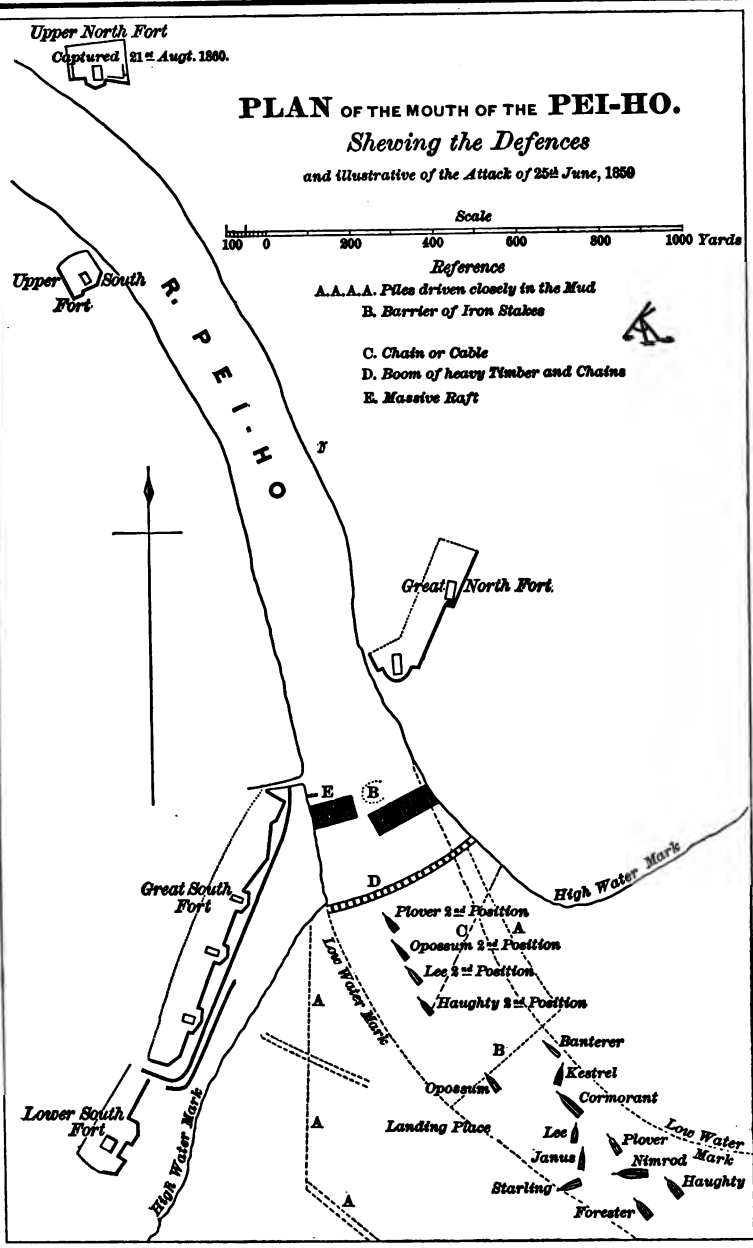 Upper North Fort
Captured 21st Augt. 1860.
PLAN OF THE MOUTH OF THE PEI-HO.
Shewing the Defences
and illustrative of the Attack of 25th June, 1859
Scale
100 0 200 400 600 800 1000 Yards
Reference
A.A.A.A. Piles driven closely in the Mud
B. Barrier of Iron Stakes
C. Chain or Cable
D. Boom of heavy Timber and Chains
E. Massive Raft
Upper South
Fort
R. PEI-HO
Great North Fort.
E
B
D
Great South
Fort
High Water Mark
Plover 2nd Position
C
A
Opossum 2nd Position
Low Water Mark
Lee 2nd Position
A
Haughty 2nd Position
B
Banterer
Kestrel
Opossum
Cormorant
Lower South
Fort
High Water Mark
A
Landing Place
Lee
Plover
Low Water
Mark
Janus
Nimrod
Starling
Haughty
A
Forester